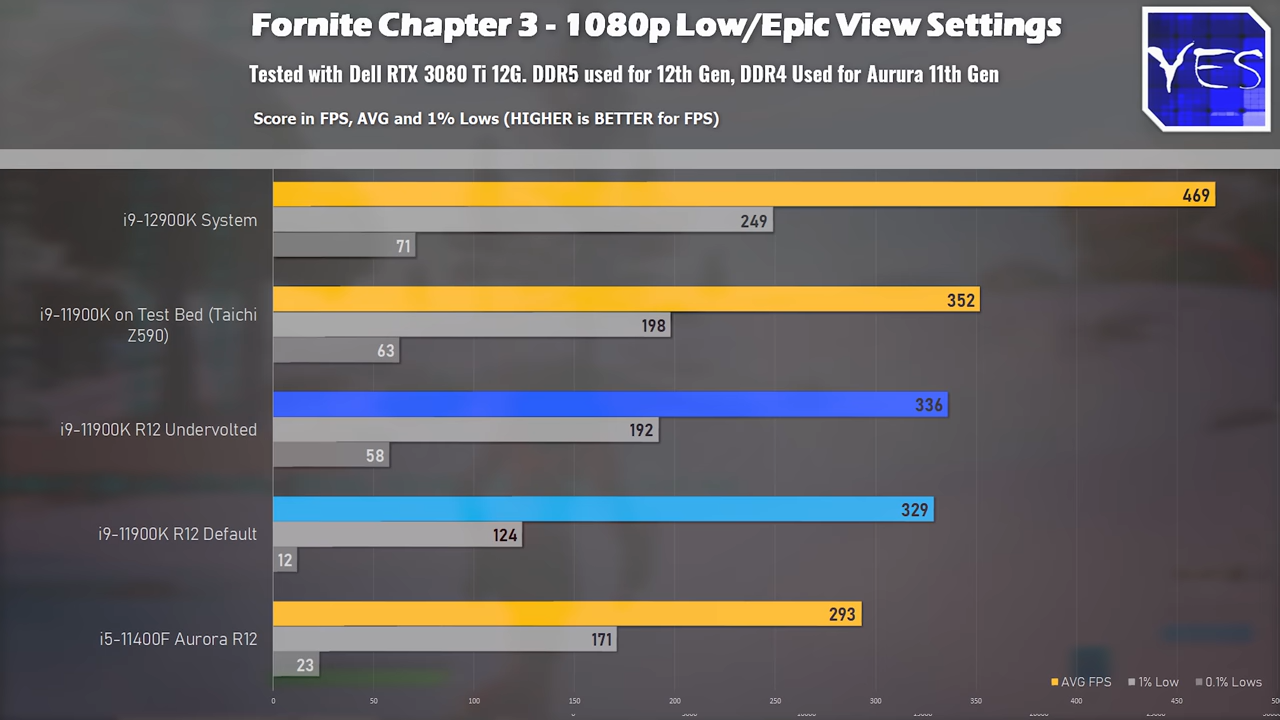 Fornite Chapter 3 - 1080p Low/Epic View Settings
YES
Tested with Dell RTX 3080 Ti 12G. DDR5 used for 12th Gen, DDR4 Used for Aurura 11th Gen
Score in FPS, AVG and 1% Lows (HIGHER is BETTER for FPS)
i9-12900K System
469
249
71
i9-11900K on Test Bed (Taichi
Z590)
352
198
63
i9-11900K R12 Undervolted
336
192
58
i9-11900K R12 Default
329
124
12
i5-11400F Aurora R12
293
171
23
AVG FPS 1% Low 0.1% Lows
0 50 100 150 200 250 300 350 400 450